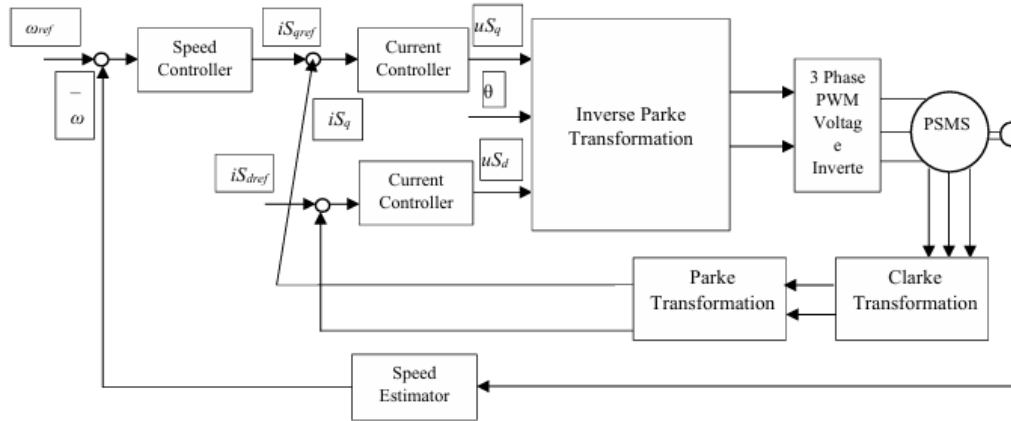 ωref
Speed
Controller
iSqref
Current
Controller
uSq
−
ω
iSq
θ
Inverse Parke
Transformation
3 Phase
PWM
Voltag
e
Inverte
PSMS
iSdref
Current
Controller
uSd
Parke
Transformation
Clarke
Transformation
Speed
Estimator